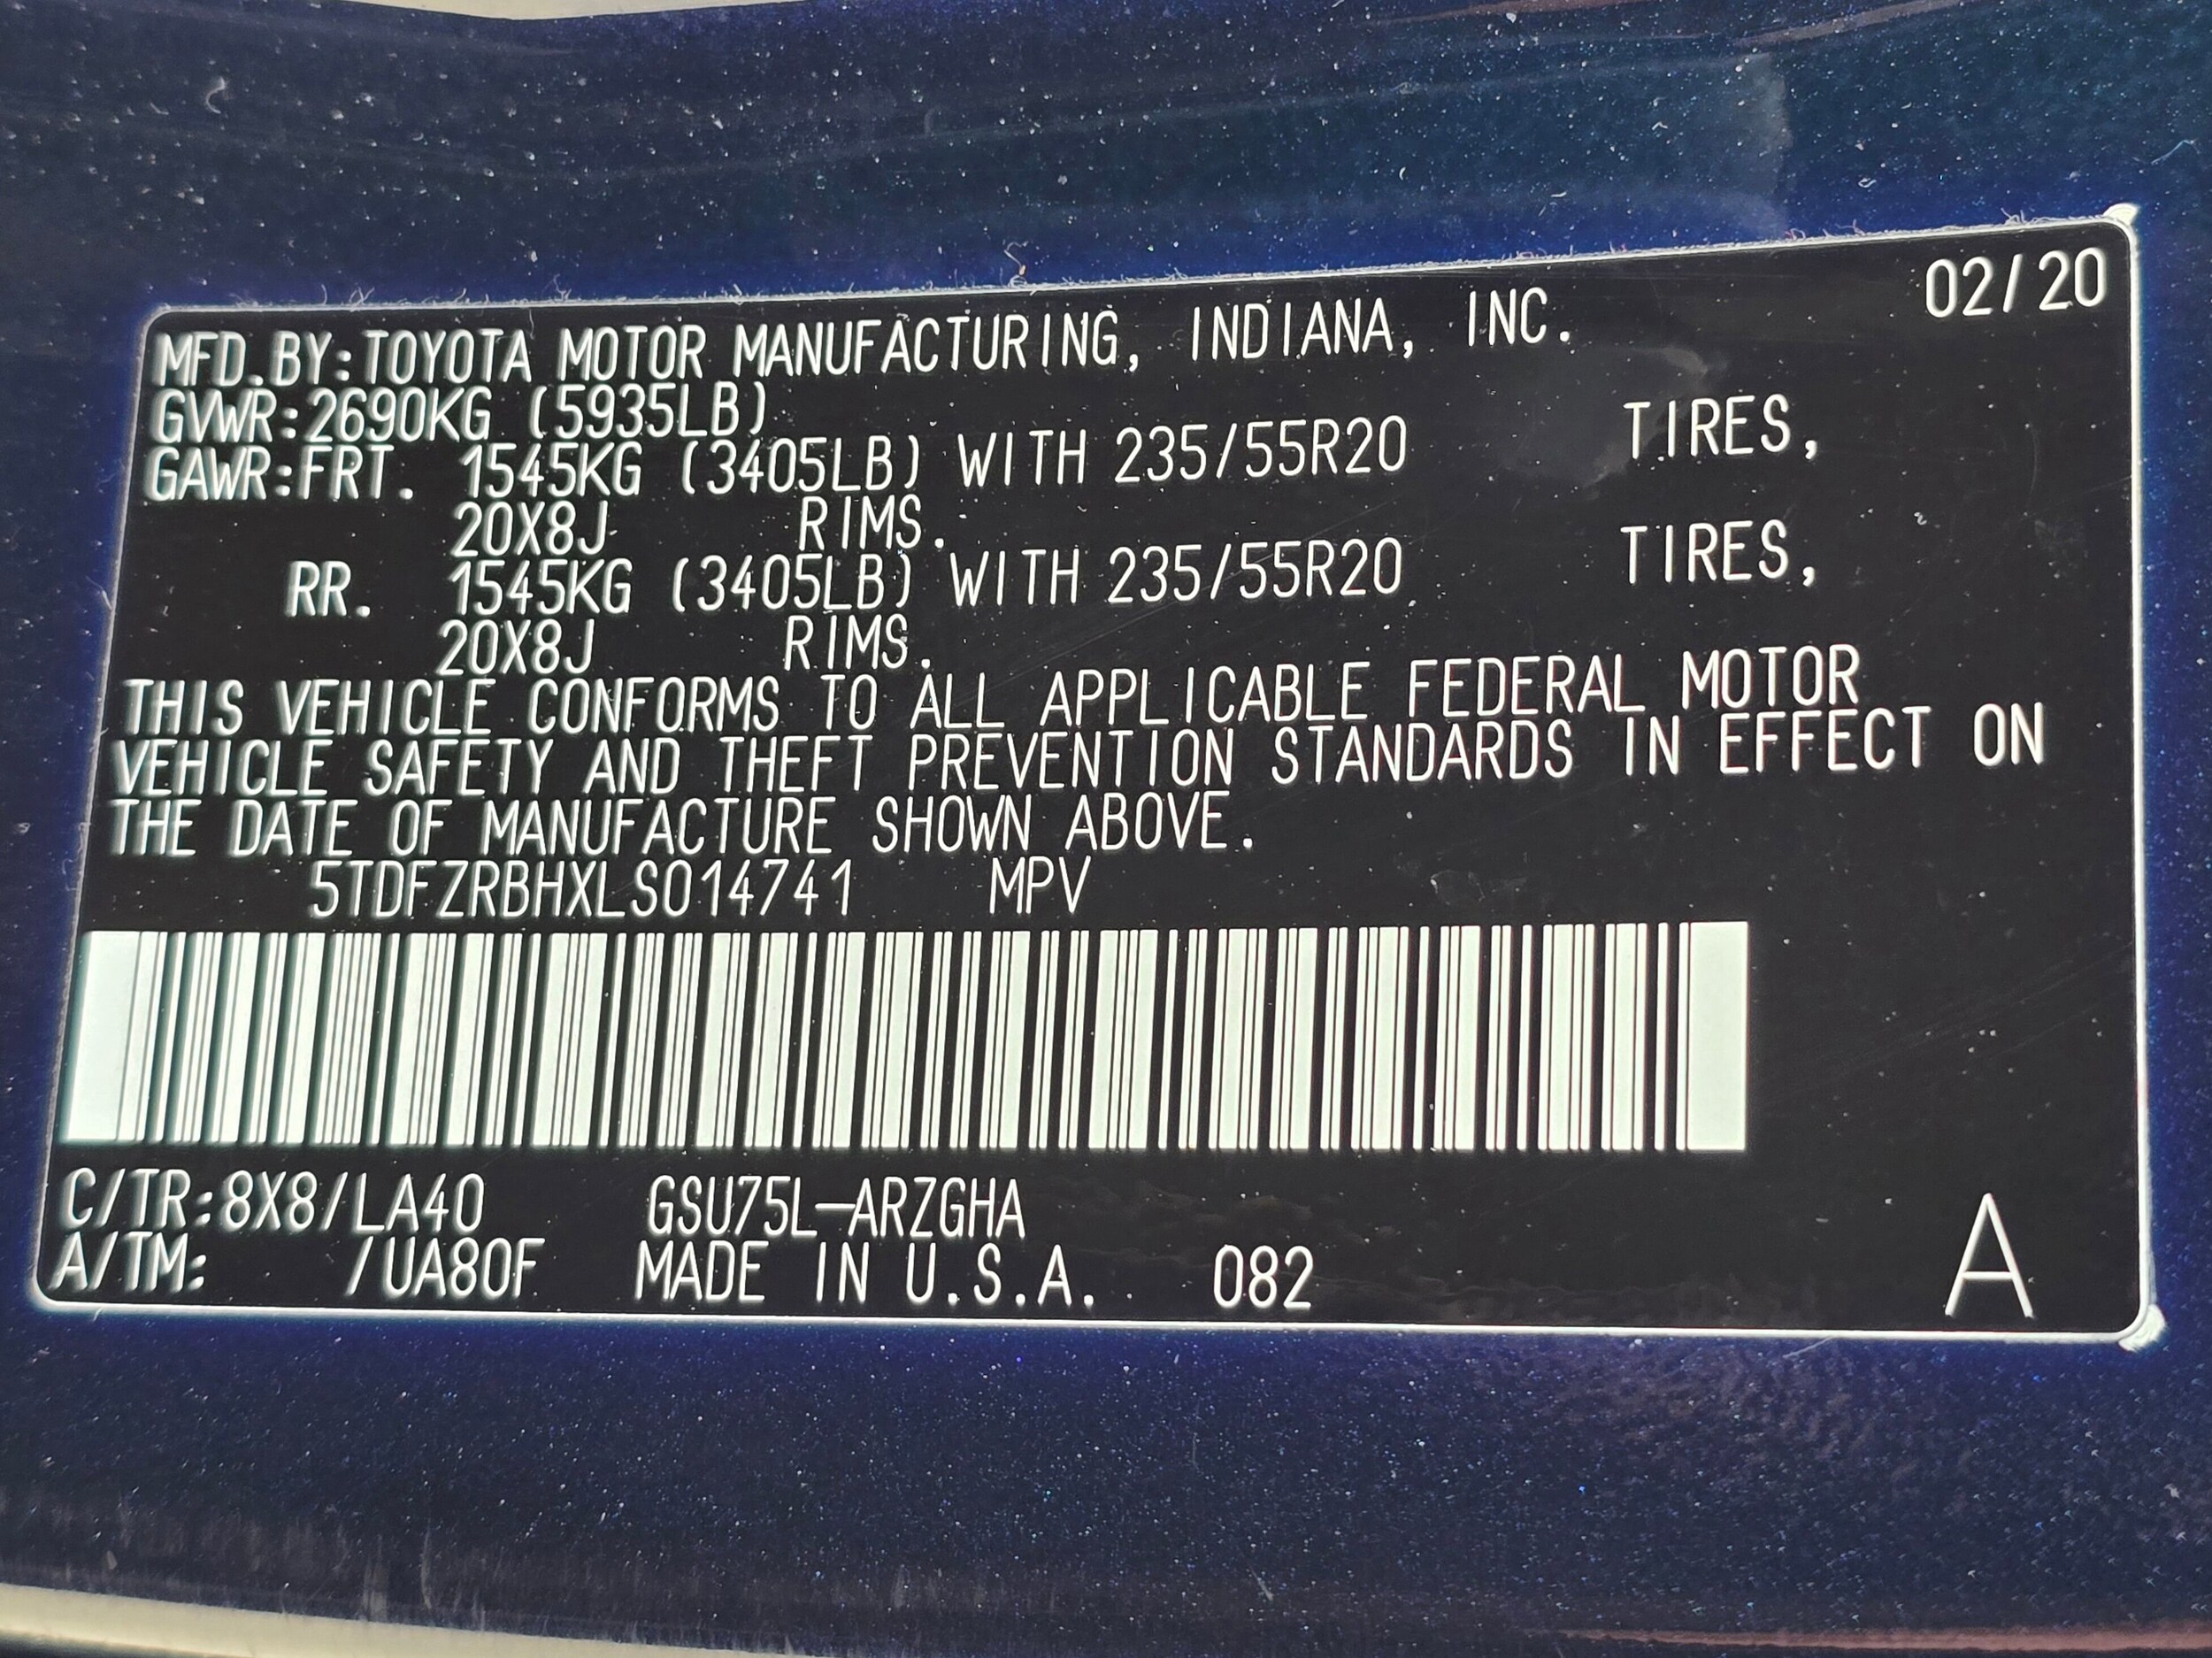 02/20
MFD.BY:TOYOTA MOTOR MANUFACTURING, INDIANA, INC.
GVWR:2690KG (5935LB)
GAWR:FRT. 1545KG (3405LB) WITH 235/55R20 TIRES,
20X8J RIMS.
RR. 1545KG (3405LB) WITH 235/55R20 TIRES,
20X8J RIMS.
THIS VEHICLE CONFORMS TO ALL APPLICABLE FEDERAL MOTOR
VEHICLE SAFETY AND THEFT PREVENTION STANDARDS IN EFFECT ON
THE DATE OF MANUFACTURE SHOWN ABOVE.
5TDFZRBHXLS014741 MPV
C/TR:8X8/LA40 GSU75L-ARZGHA
A/TM: /UA80F MADE IN U.S.A. 082 A